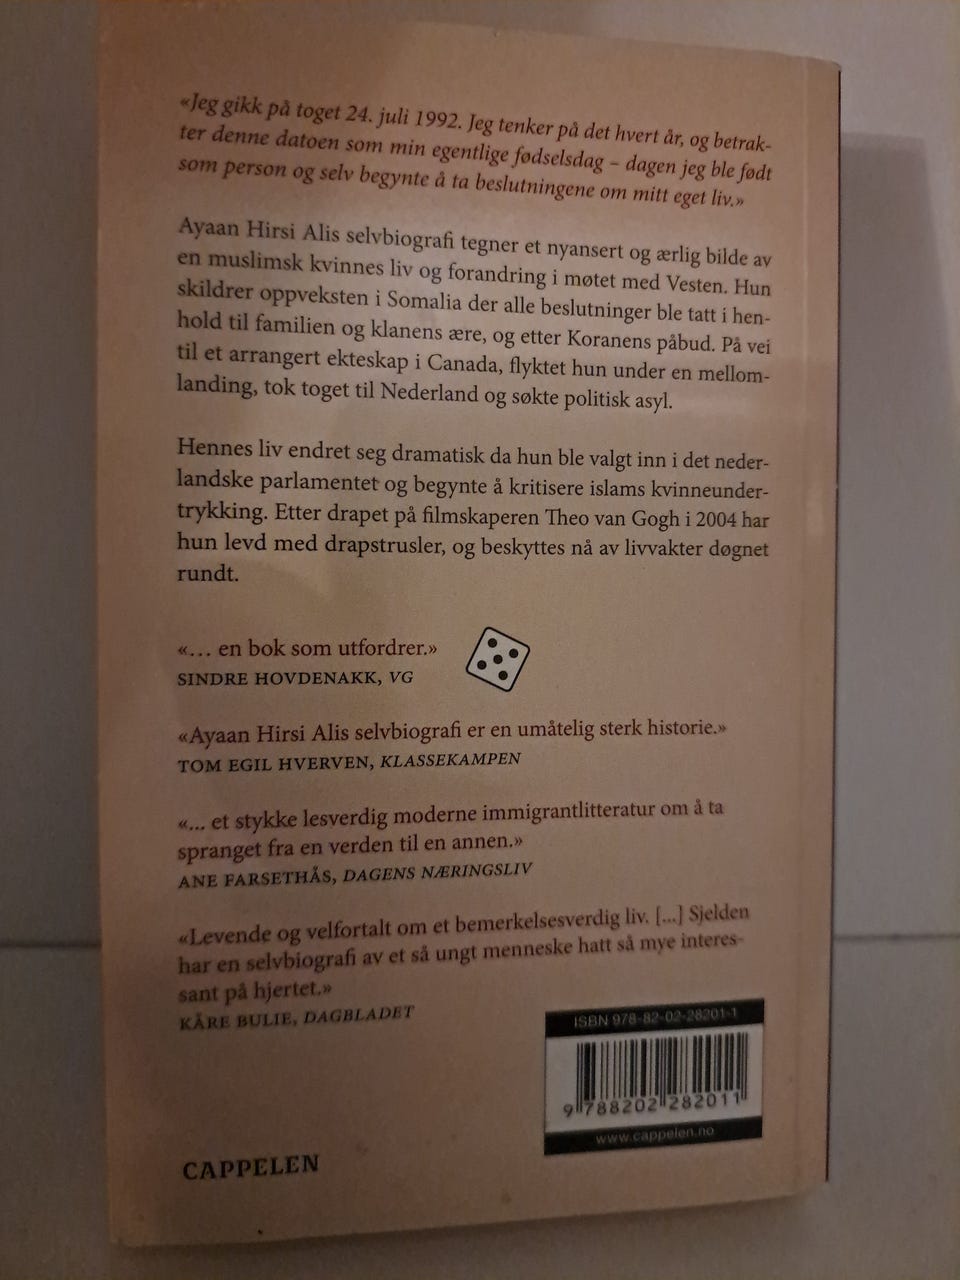 «Jeg gikk på toget 24. juli 1992. Jeg tenker på det hvert år, og betrak-
ter denne datoen som min egentlige fødselsdag – dagen jeg ble født
som person og selv begynte å ta beslutningene om mitt eget liv.»
Ayaan Hirsi Alis selvbiografi tegner et nyansert og ærlig bilde av
en muslimsk kvinnes liv og forandring i møtet med Vesten. Hun
skildrer oppveksten i Somalia der alle beslutninger ble tatt i hen-
hold til familien og klanens ære, og etter Koranens påbud. På vei
til et arrangert ekteskap i Canada, flyktet hun under en mellom-
landing, tok toget til Nederland og søkte politisk asyl.
Hennes liv endret seg dramatisk da hun ble valgt inn i det neder-
landske parlamentet og begynte å kritisere islams kvinneunder-
trykking. Etter drapet på filmskaperen Theo van Gogh i 2004 har
hun levd med drapstrusler, og beskyttes nå av livvakter døgnet
rundt.
«... en bok som utfordrer.»
SINDRE HOVDENAKK, VG
«Ayaan Hirsi Alis selvbiografi er en umåtelig sterk historie.»
TOM EGIL HVERVEN, KLASSEKAMPEN
«... et stykke lesverdig moderne immigrantlitteratur om å ta
spranget fra en verden til en annen.»
ANE FARSETHÅS, DAGENS NÆRINGSLIV
«Levende og velfortalt om et bemerkelsesverdig liv. [...] Sjelden
har en selvbiografi av et så ungt menneske hatt så mye interes-
sant på hjertet.»
KÅRE BULIE, DAGBLADET
ISBN 978-82-02-28201-1
9 788202 282011
www.cappelen.no
CAPPELEN